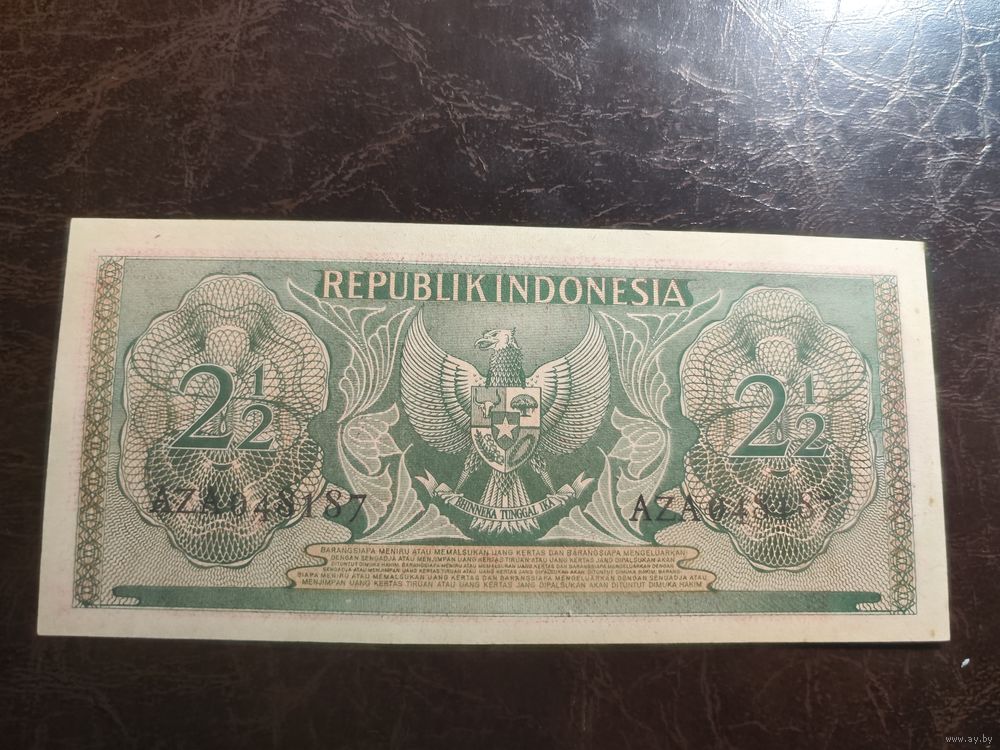 REPUBLIK INDONESIA
2½ 2½
BHINNEKA TUNGGAL IKA
AZA048187 AZA048187
BARANGSIAPA MENIRU ATAU MEMALSUKAN UANG KERTAS DAN BARANGSIAPA MENGELUARKAN
DENGAN SENGADJA ATAU MENJIMPAN UANG KERTAS TIRUAN ATAU UANG KERTAS JANG DIPALSUKAN AKAN
SIAPA MENIRU ATAU MEMALSUKAN UANG KERTAS DAN BARANGSIAPA MENGELUARKAN DENGAN SENGADJA ATAU
MENJIMPAN UANG KERTAS TIRUAN ATAU UANG KERTAS JANG DIPALSUKAN AKAN DITUNTUT DIMUKA HAKIM
www.ay.by